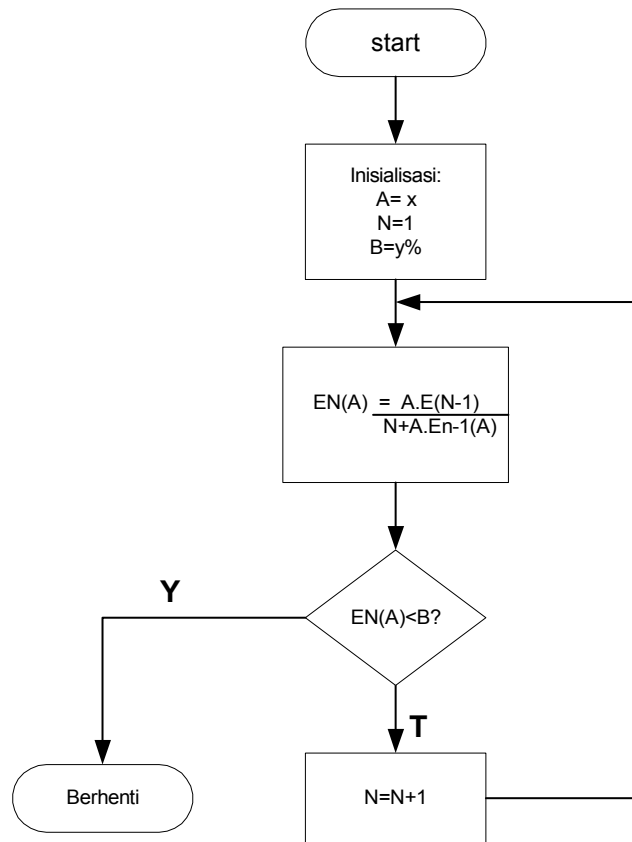 start
Inisialisasi:
A= x
N=1
B=y%
EN(A) = A.E(N-1)
N+A.En-1(A)
EN(A)<B?
Y
T
Berhenti
N=N+1